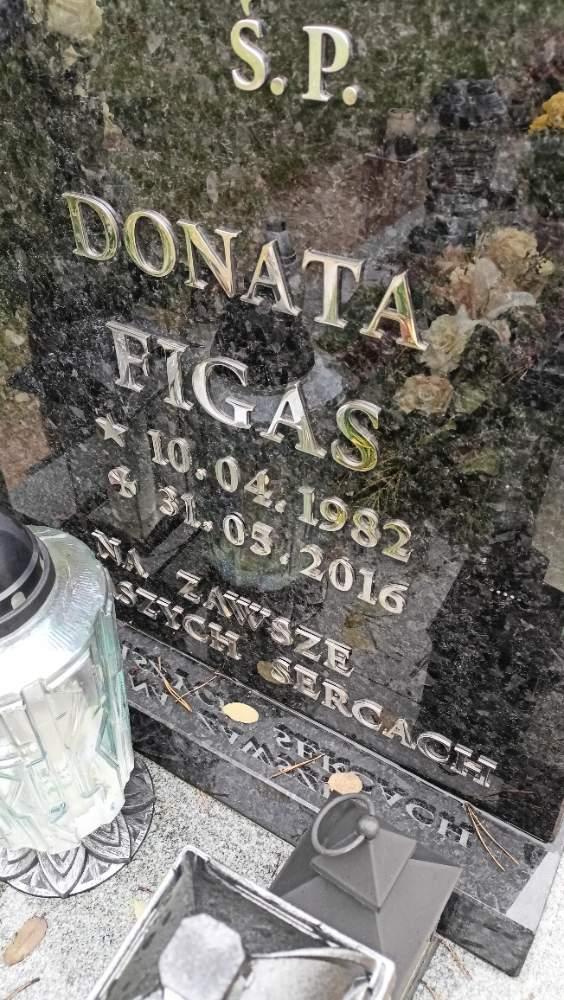 Ś. P.
DONATA
FIGAS
10.04.1982
31.05.2016
NA ZAWSZE
SERCACH